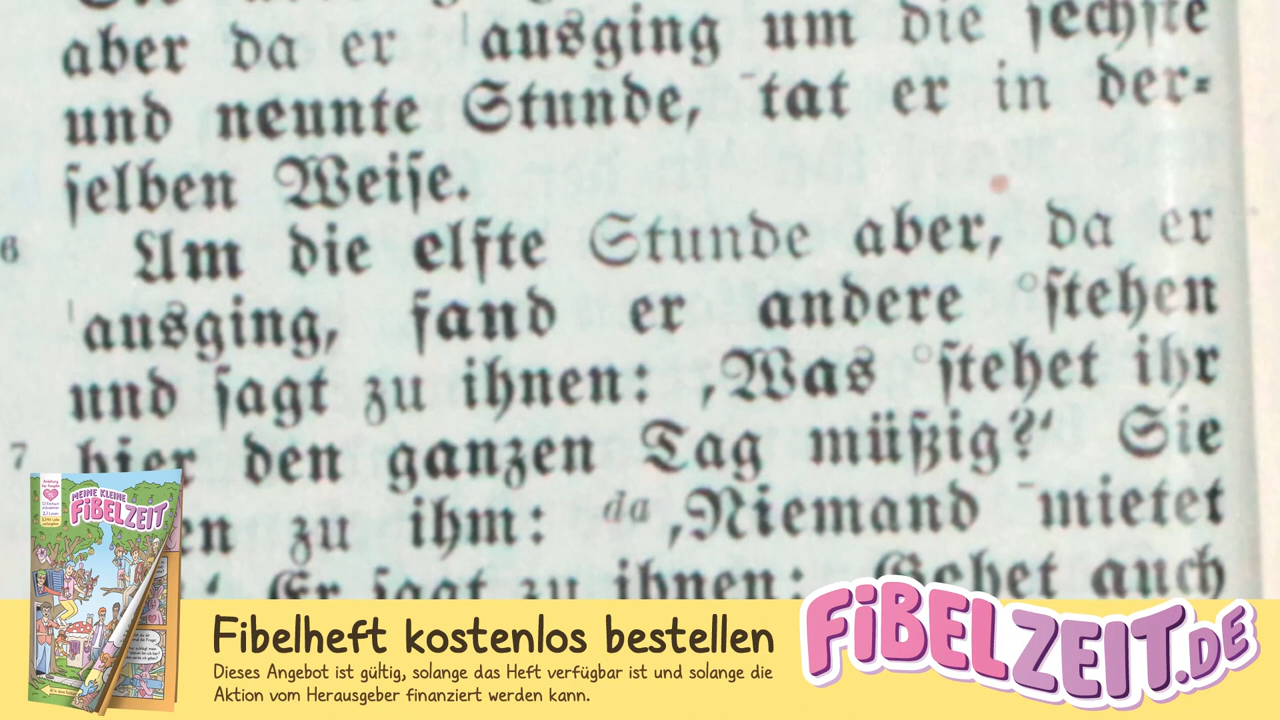 aber da er ˈausging um die sechste
und neunte Stunde, ‾tat er in der-
selben Weise.
6 Um die elfte Stunde aber, da er
ˈausging, fand er andere °stehen
und sagt zu ihnen: ‚Was °stehet ihr
7 hier den ganzen Tag müßig?‘ Sie
zu ihm: da ‚Niemand ‾mietet
Er sagt zu ihnen: Gehet auch
MEINE KLEINE
FIBELZEIT
Fibelheft kostenlos bestellen
Dieses Angebot ist gültig, solange das Heft verfügbar ist und solange die
Aktion vom Herausgeber finanziert werden kann.
FIBELZEIT.DE